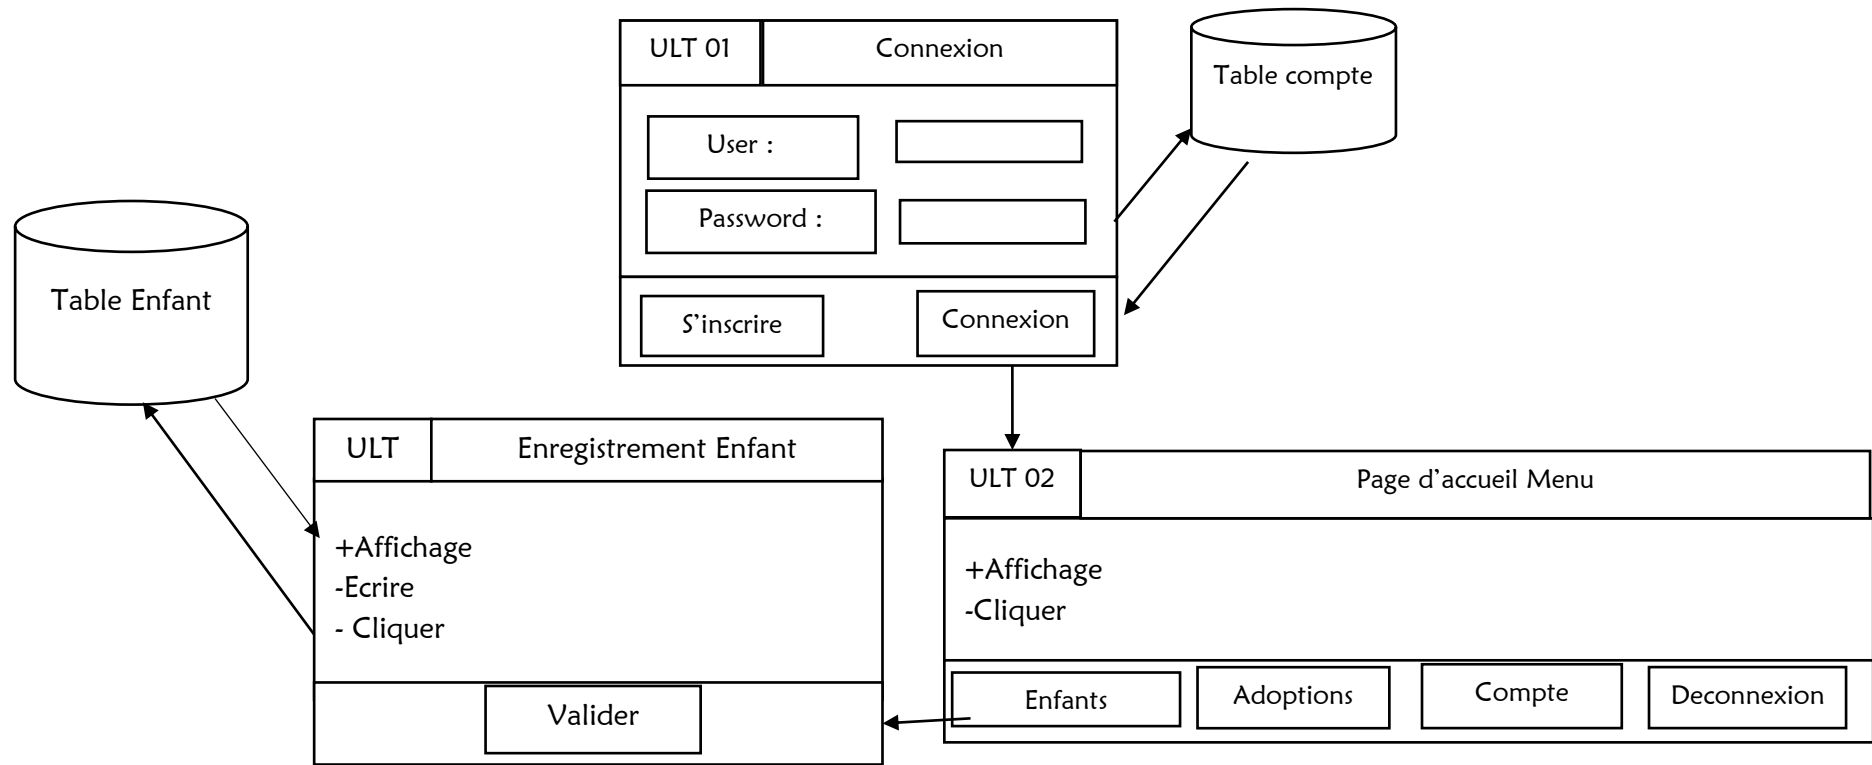 ULT 01
Connexion
Table compte
User :
Password :
S'inscrire
Connexion
Table Enfant
ULT
Enregistrement Enfant
+Affichage
-Ecrire
- Cliquer
Valider
ULT 02
Page d'accueil Menu
+Affichage
-Cliquer
Enfants
Adoptions
Compte
Deconnexion